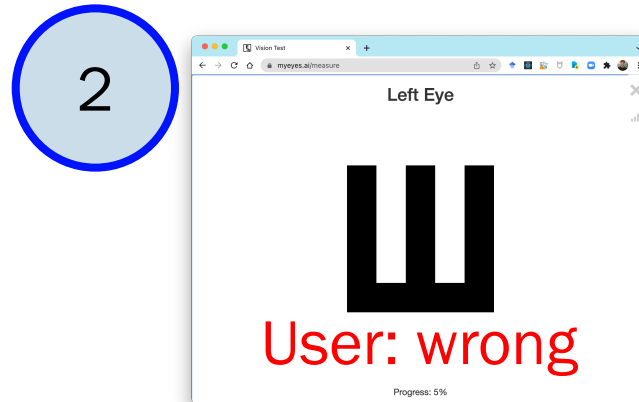 2
Vision Test
myeyes.ai/measure
Left Eye
User: wrong
Progress: 5%